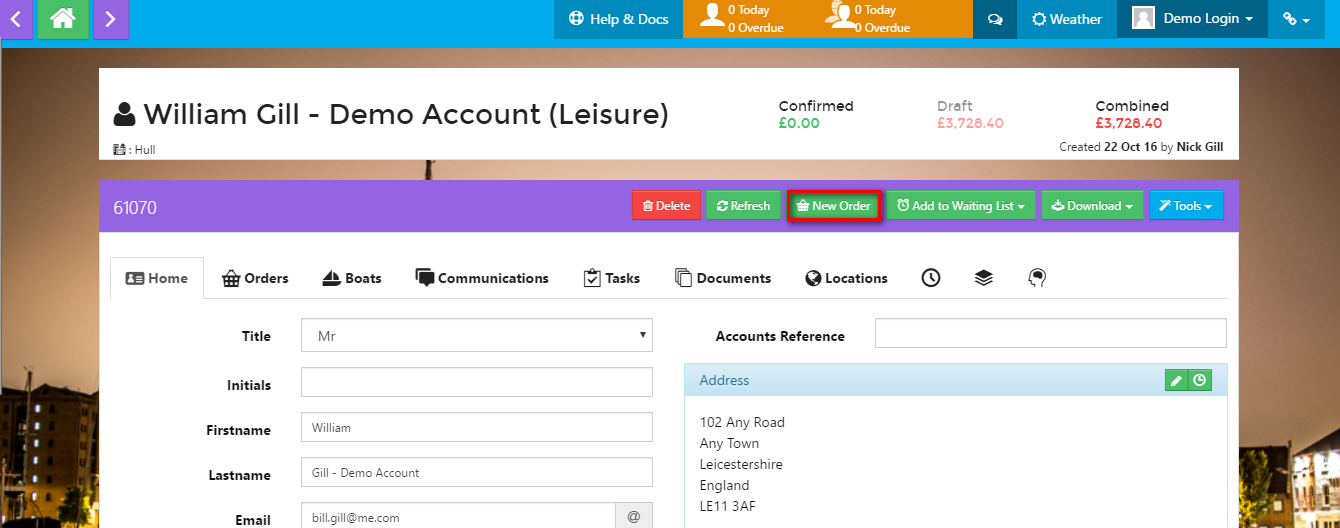 Help & Docs
0 Today
0 Overdue
0 Today
0 Overdue
Weather
Demo Login
William Gill - Demo Account (Leisure)
Confirmed
£0.00
Draft
£3,728.40
Combined
£3,728.40
: Hull
Created 22 Oct 16 by Nick Gill
61070
Delete
Refresh
New Order
Add to Waiting List
Download
Tools
Home
Orders
Boats
Communications
Tasks
Documents
Locations
Title
Mr
Accounts Reference
Initials
Address
Firstname
William
102 Any Road
Any Town
Leicestershire
England
LE11 3AF
Lastname
Gill - Demo Account
Email
bill.gill@me.com
@